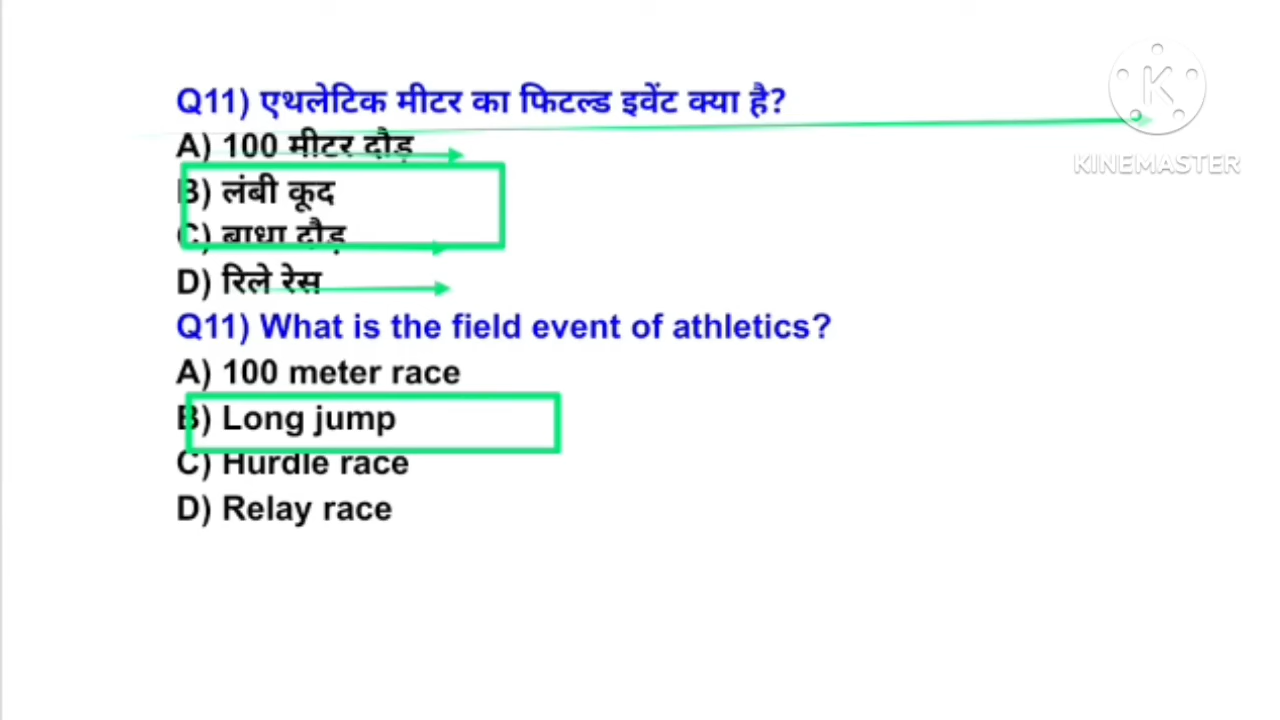 Q11) एथलेटिक मीटर का फिटल्ड इवेंट क्या है?
A) 100 मीटर दौड़
B) लंबी कूद
C) बाधा दौड़
D) रिले रेस
Q11) What is the field event of athletics?
A) 100 meter race
B) Long jump
C) Hurdle race
D) Relay race
K
KINEMASTER